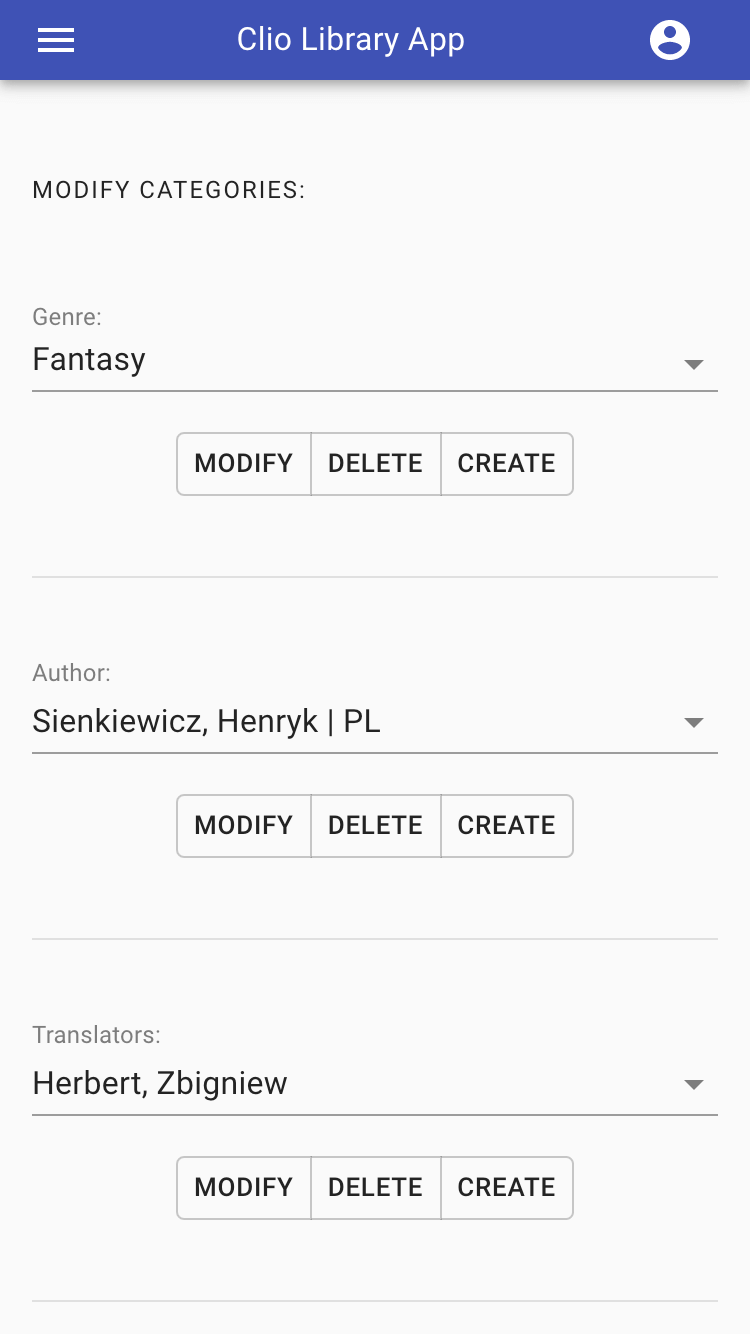 Clio Library App
MODIFY CATEGORIES:
Genre:
Fantasy
MODIFY DELETE CREATE
Author:
Sienkiewicz, Henryk | PL
MODIFY DELETE CREATE
Translators:
Herbert, Zbigniew
MODIFY DELETE CREATE